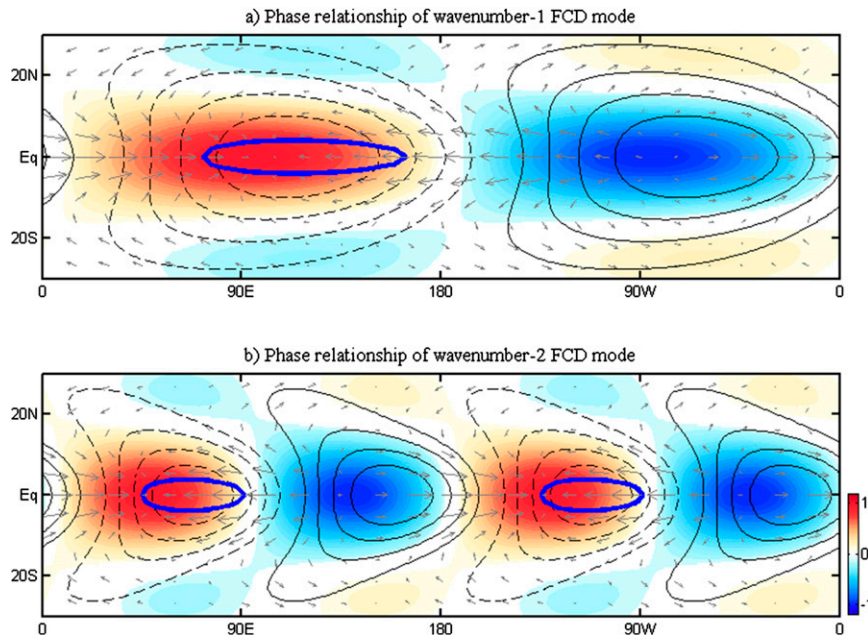 a) Phase relationship of wavenumber-1 FCD mode
20N
Eq
20S
0 90E 180 90W 0
b) Phase relationship of wavenumber-2 FCD mode
20N
Eq
20S
0 90E 180 90W 0
1
0